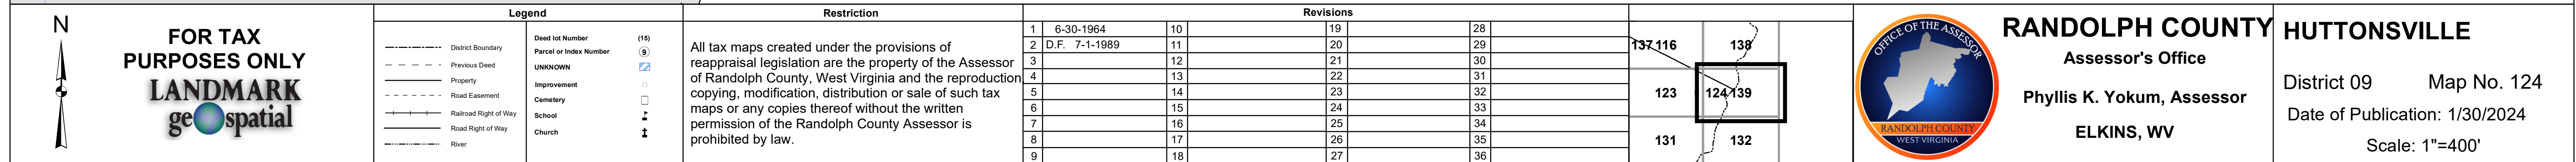 N
FOR TAX
PURPOSES ONLY
LANDMARK
geospatial
Legend
District Boundary
Previous Deed
Property
Road Easement
Railroad Right of Way
Road Right of Way
River
Deed lot Number (15)
Parcel or Index Number 9
UNKNOWN
Improvement
Cemetery
School
Church
Restriction
All tax maps created under the provisions of
reappraisal legislation are the property of the Assessor
of Randolph County, West Virginia and the reproduction
copying, modification, distribution or sale of such tax
maps or any copies thereof without the written
permission of the Randolph County Assessor is
prohibited by law.
Revisions
1 6-30-1964 10 19 28
2 D.F. 7-1-1989 11 20 29
3 12 21 30
4 13 22 31
5 14 23 32
6 15 24 33
7 16 25 34
8 17 26 35
9 18 27 36
137 116 138
123 124 139
131 132
OFFICE OF THE ASSESSOR
RANDOLPH COUNTY
WEST VIRGINIA
RANDOLPH COUNTY
Assessor's Office
Phyllis K. Yokum, Assessor
ELKINS, WV
HUTTONSVILLE
District 09 Map No. 124
Date of Publication: 1/30/2024
Scale: 1"=400'